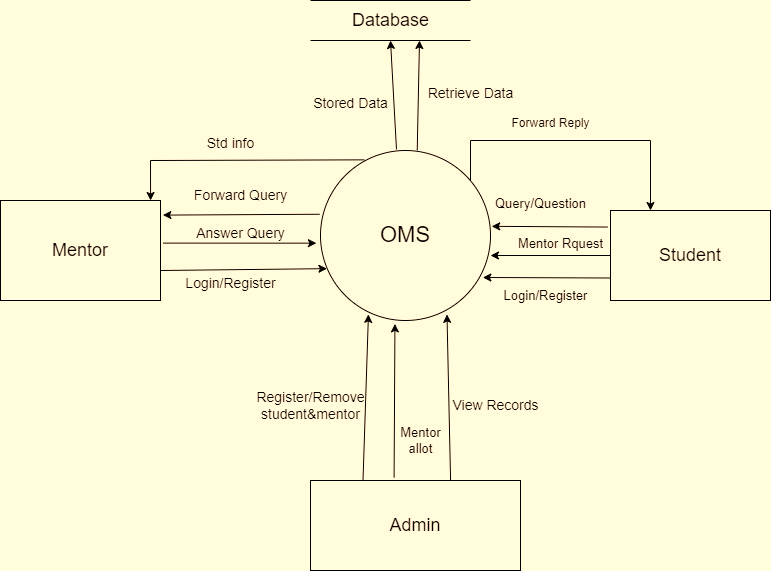 Database
Stored Data
Retrieve Data
Std info
Forward Reply
Forward Query
Query/Question
Answer Query
OMS
Mentor Rquest
Mentor
Student
Login/Register
Login/Register
Register/Remove
student&mentor
View Records
Mentor
allot
Admin